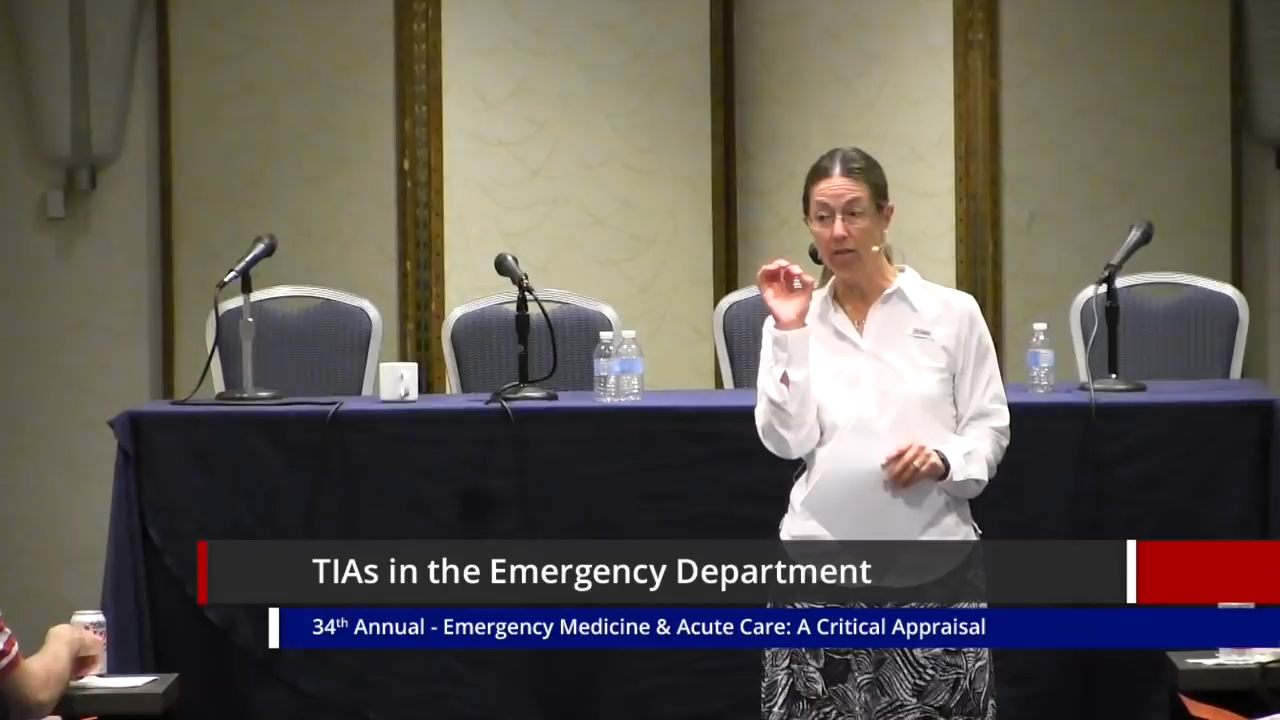 TIAs in the Emergency Department
34th Annual - Emergency Medicine & Acute Care: A Critical Appraisal